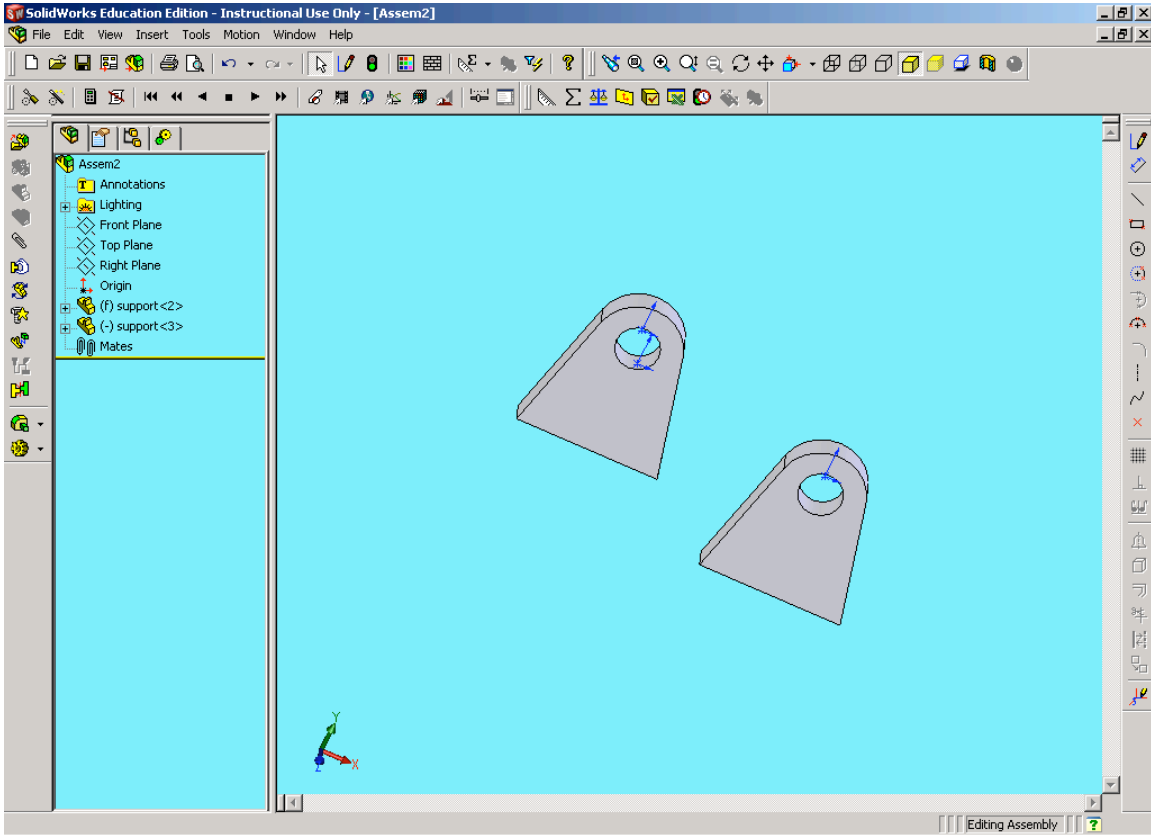 SolidWorks Education Edition - Instructional Use Only - [Assem2]
File Edit View Insert Tools Motion Window Help
Assem2
Annotations
Lighting
Front Plane
Top Plane
Right Plane
Origin
(f) support<2>
(-) support<3>
Mates
Y
X
Z
Editing Assembly